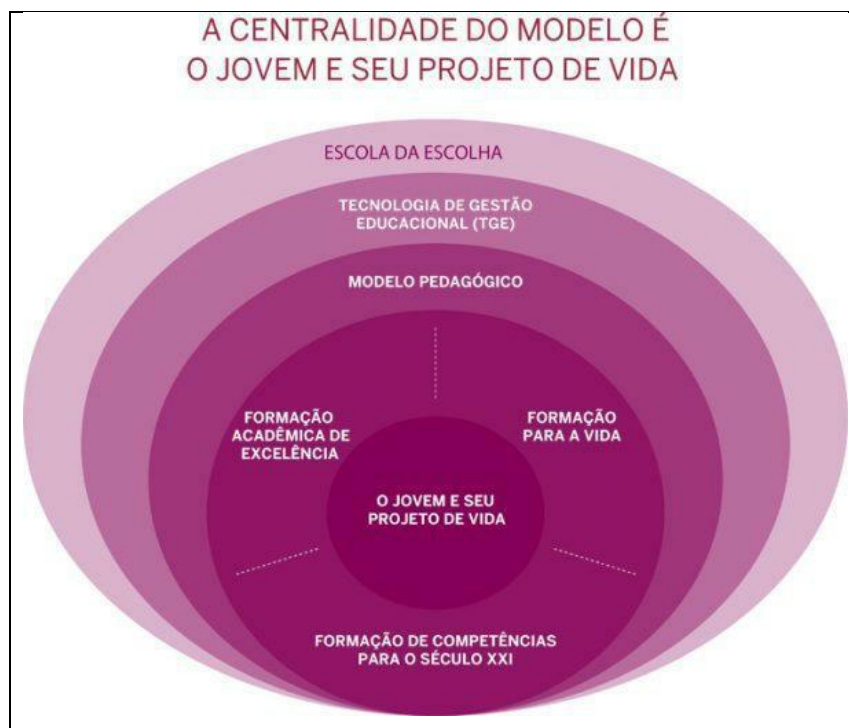 A CENTRALIDADE DO MODELO É
O JOVEM E SEU PROJETO DE VIDA
ESCOLA DA ESCOLHA
TECNOLOGIA DE GESTÃO
EDUCACIONAL (TGE)
MODELO PEDAGÓGICO
FORMAÇÃO
ACADÊMICA DE
EXCELÊNCIA
FORMAÇÃO
PARA A VIDA
O JOVEM E SEU
PROJETO DE VIDA
FORMAÇÃO DE COMPETÊNCIAS
PARA O SÉCULO XXI